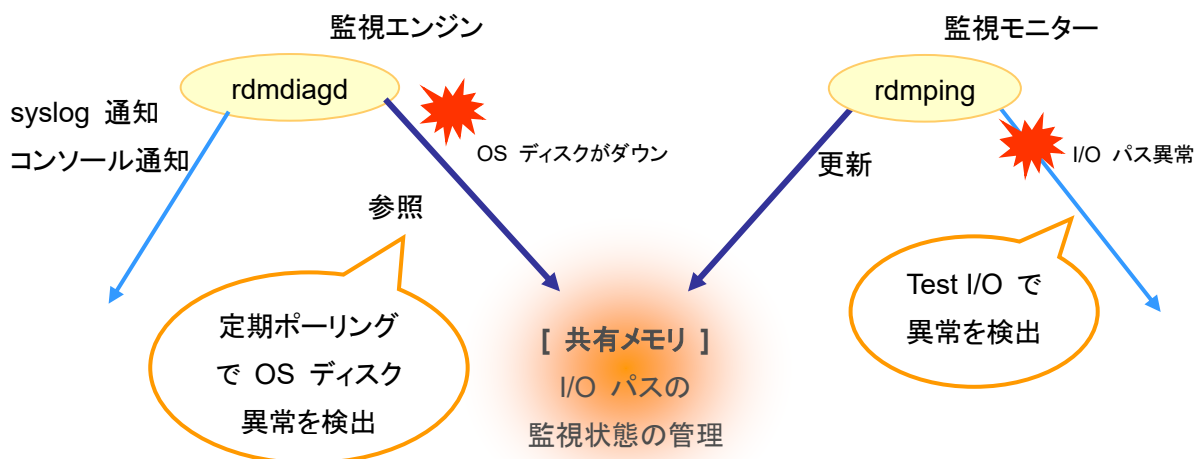 監視エンジン
rdmdiagd
syslog 通知
コンソール通知
OS ディスクがダウン
参照
定期ポーリング
で OS ディスク
異常を検出
監視モニター
rdmping
更新
I/O パス異常
Test I/O で
異常を検出
[ 共有メモリ ]
I/O パスの
監視状態の管理